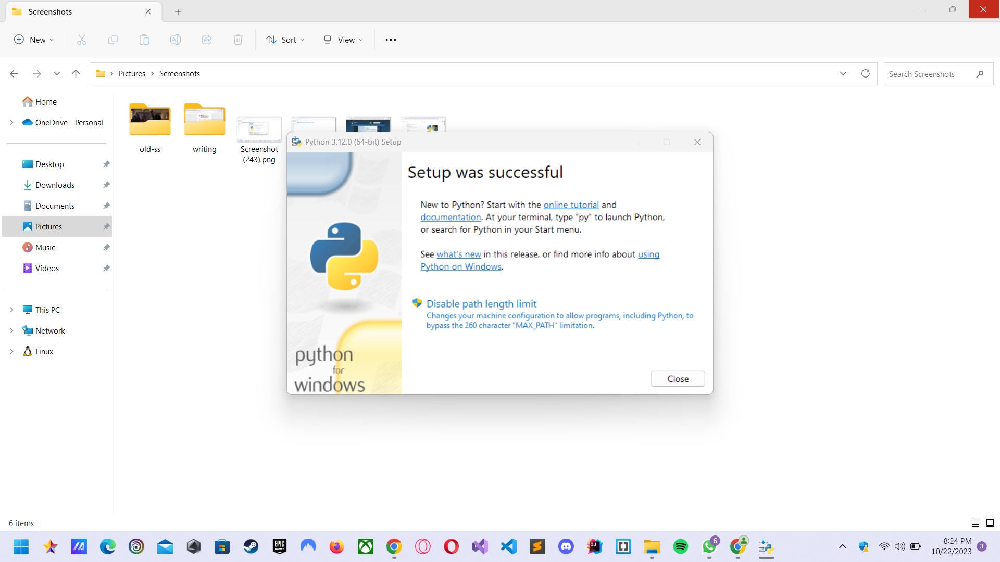 Screenshots
New
Sort
View
Pictures
Screenshots
Search Screenshots
Home
OneDrive - Personal
Desktop
Downloads
Documents
Pictures
Music
Videos
This PC
Network
Linux
old-ss
writing
Screenshot
(243).png
Python 3.12.0 (64-bit) Setup
Setup was successful
New to Python? Start with the online tutorial and
documentation. At your terminal, type "py" to launch Python,
or search for Python in your Start menu.
See what's new in this release, or find more info about using
Python on Windows.
Disable path length limit
Changes your machine configuration to allow programs, including Python, to
bypass the 260 character "MAX_PATH" limitation.
python
for
windows
Close
6 items
EPIC
GAMES
IJ
6
8:24 PM
10/22/2023
3